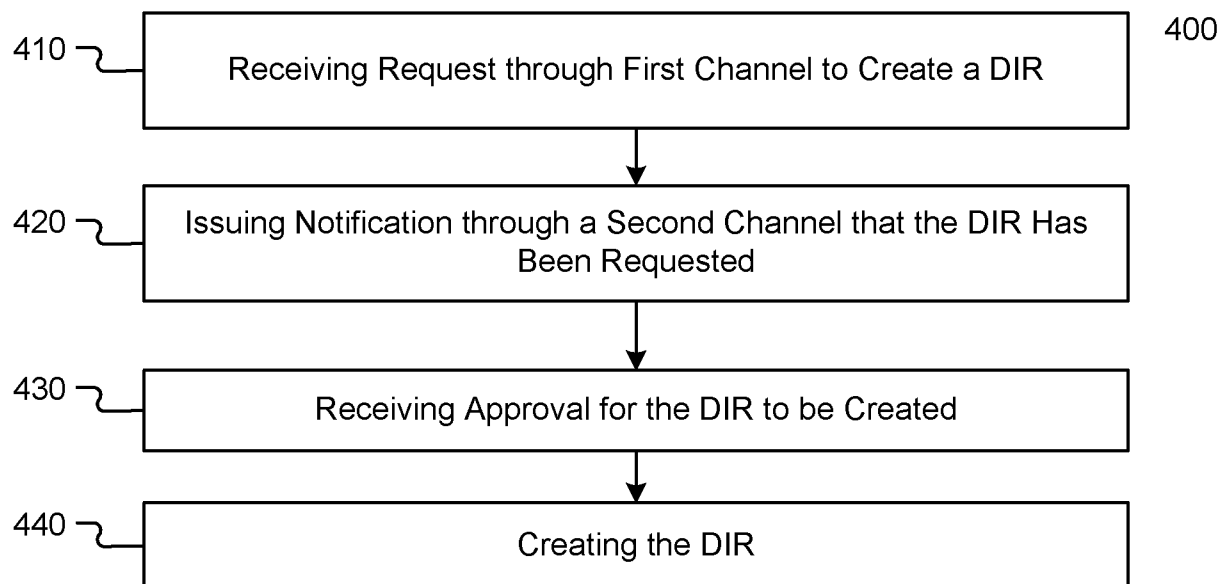 400
410
Receiving Request through First Channel to Create a DIR
420
Issuing Notification through a Second Channel that the DIR Has
Been Requested
430
Receiving Approval for the DIR to be Created
440
Creating the DIR